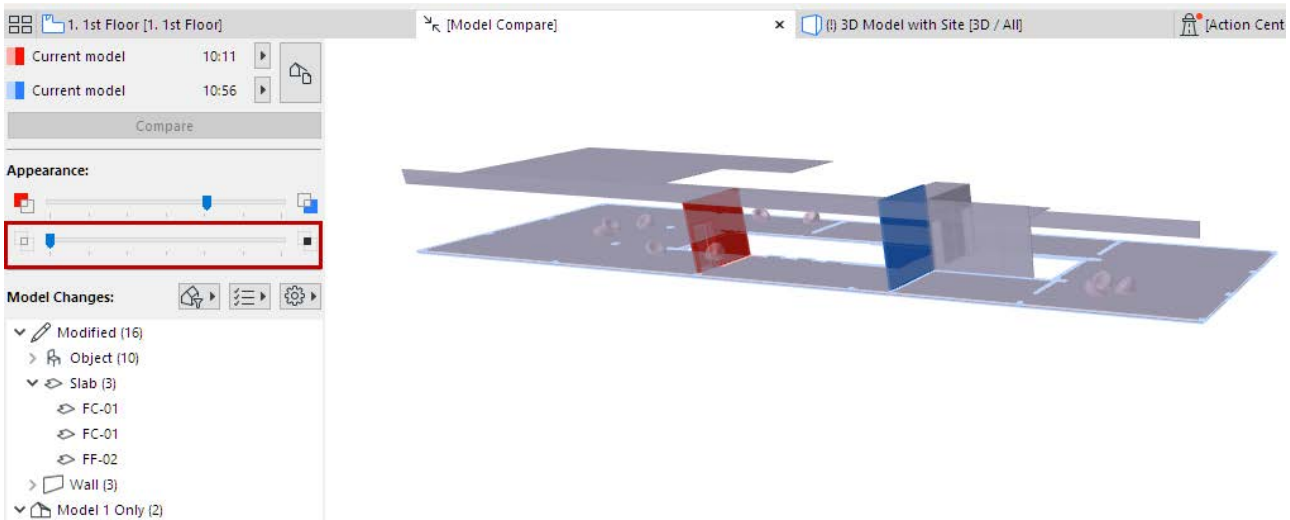 1. 1st Floor [1. 1st Floor]
[Model Compare]
(!) 3D Model with Site [3D / All]
[Action Cent
Current model 10:11
Current model 10:56
Compare
Appearance:
Model Changes:
Modified (16)
Object (10)
Slab (3)
FC-01
FC-01
FF-02
Wall (3)
Model 1 Only (2)